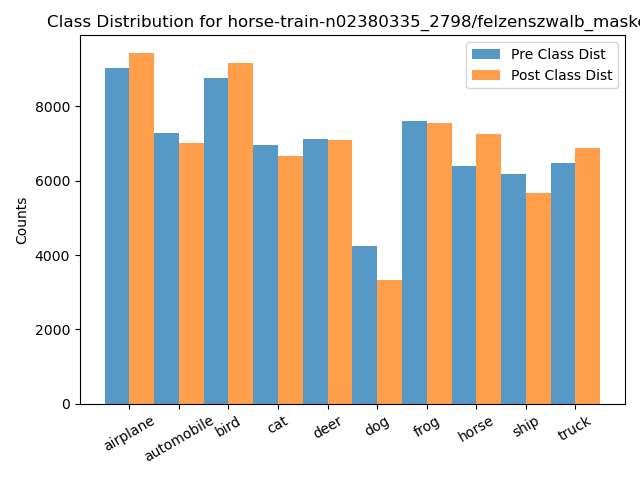 Class Distribution for horse-train-n02380335_2798/felzenszwalb_maske
Pre Class Dist
Post Class Dist
Counts
8000
6000
4000
2000
0
airplane
automobile
bird
cat
deer
dog
frog
horse
ship
truck